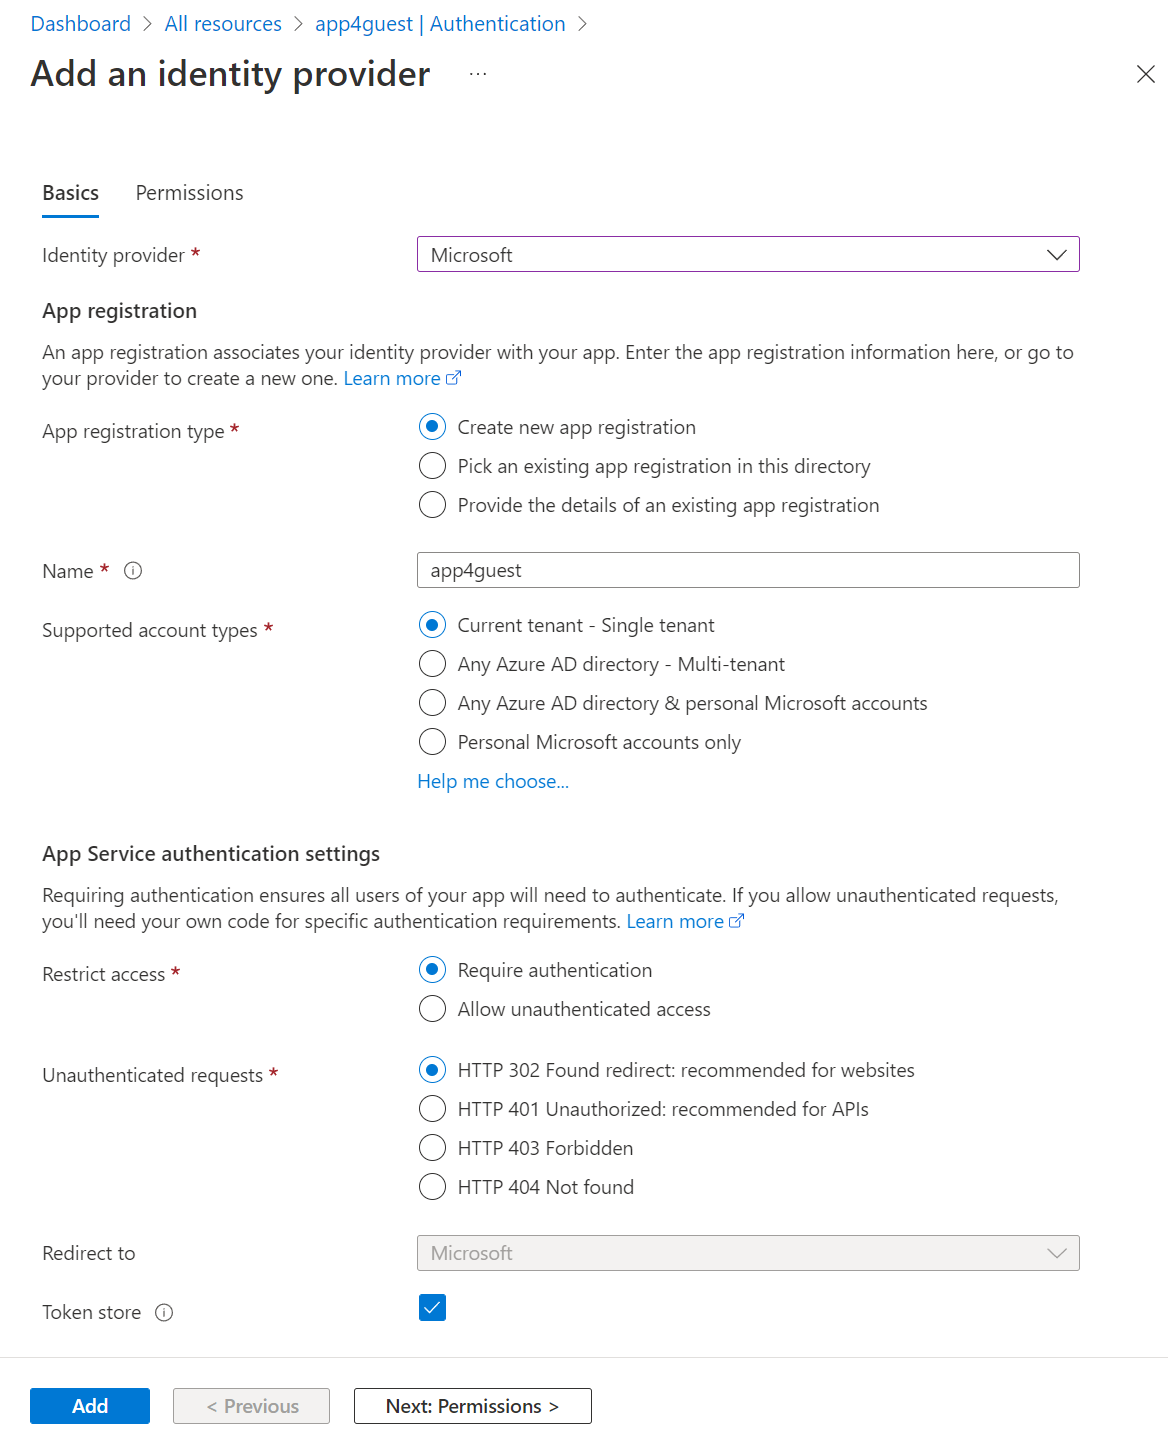 Dashboard > All resources > app4guest | Authentication >
Add an identity provider ...
Basics Permissions
Identity provider * Microsoft
App registration
An app registration associates your identity provider with your app. Enter the app registration information here, or go to
your provider to create a new one. Learn more
App registration type * Create new app registration
Pick an existing app registration in this directory
Provide the details of an existing app registration
Name * app4guest
Supported account types * Current tenant - Single tenant
Any Azure AD directory - Multi-tenant
Any Azure AD directory & personal Microsoft accounts
Personal Microsoft accounts only
Help me choose...
App Service authentication settings
Requiring authentication ensures all users of your app will need to authenticate. If you allow unauthenticated requests,
you'll need your own code for specific authentication requirements. Learn more
Restrict access * Require authentication
Allow unauthenticated access
Unauthenticated requests * HTTP 302 Found redirect: recommended for websites
HTTP 401 Unauthorized: recommended for APIs
HTTP 403 Forbidden
HTTP 404 Not found
Redirect to Microsoft
Token store
Add < Previous Next: Permissions >